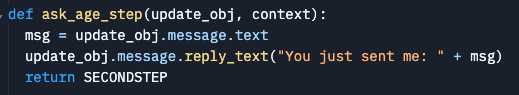 def ask_age_step(update_obj, context):
  msg = update_obj.message.text
  update_obj.message.reply_text("You just sent me: " + msg)
  return SECONDSTEP